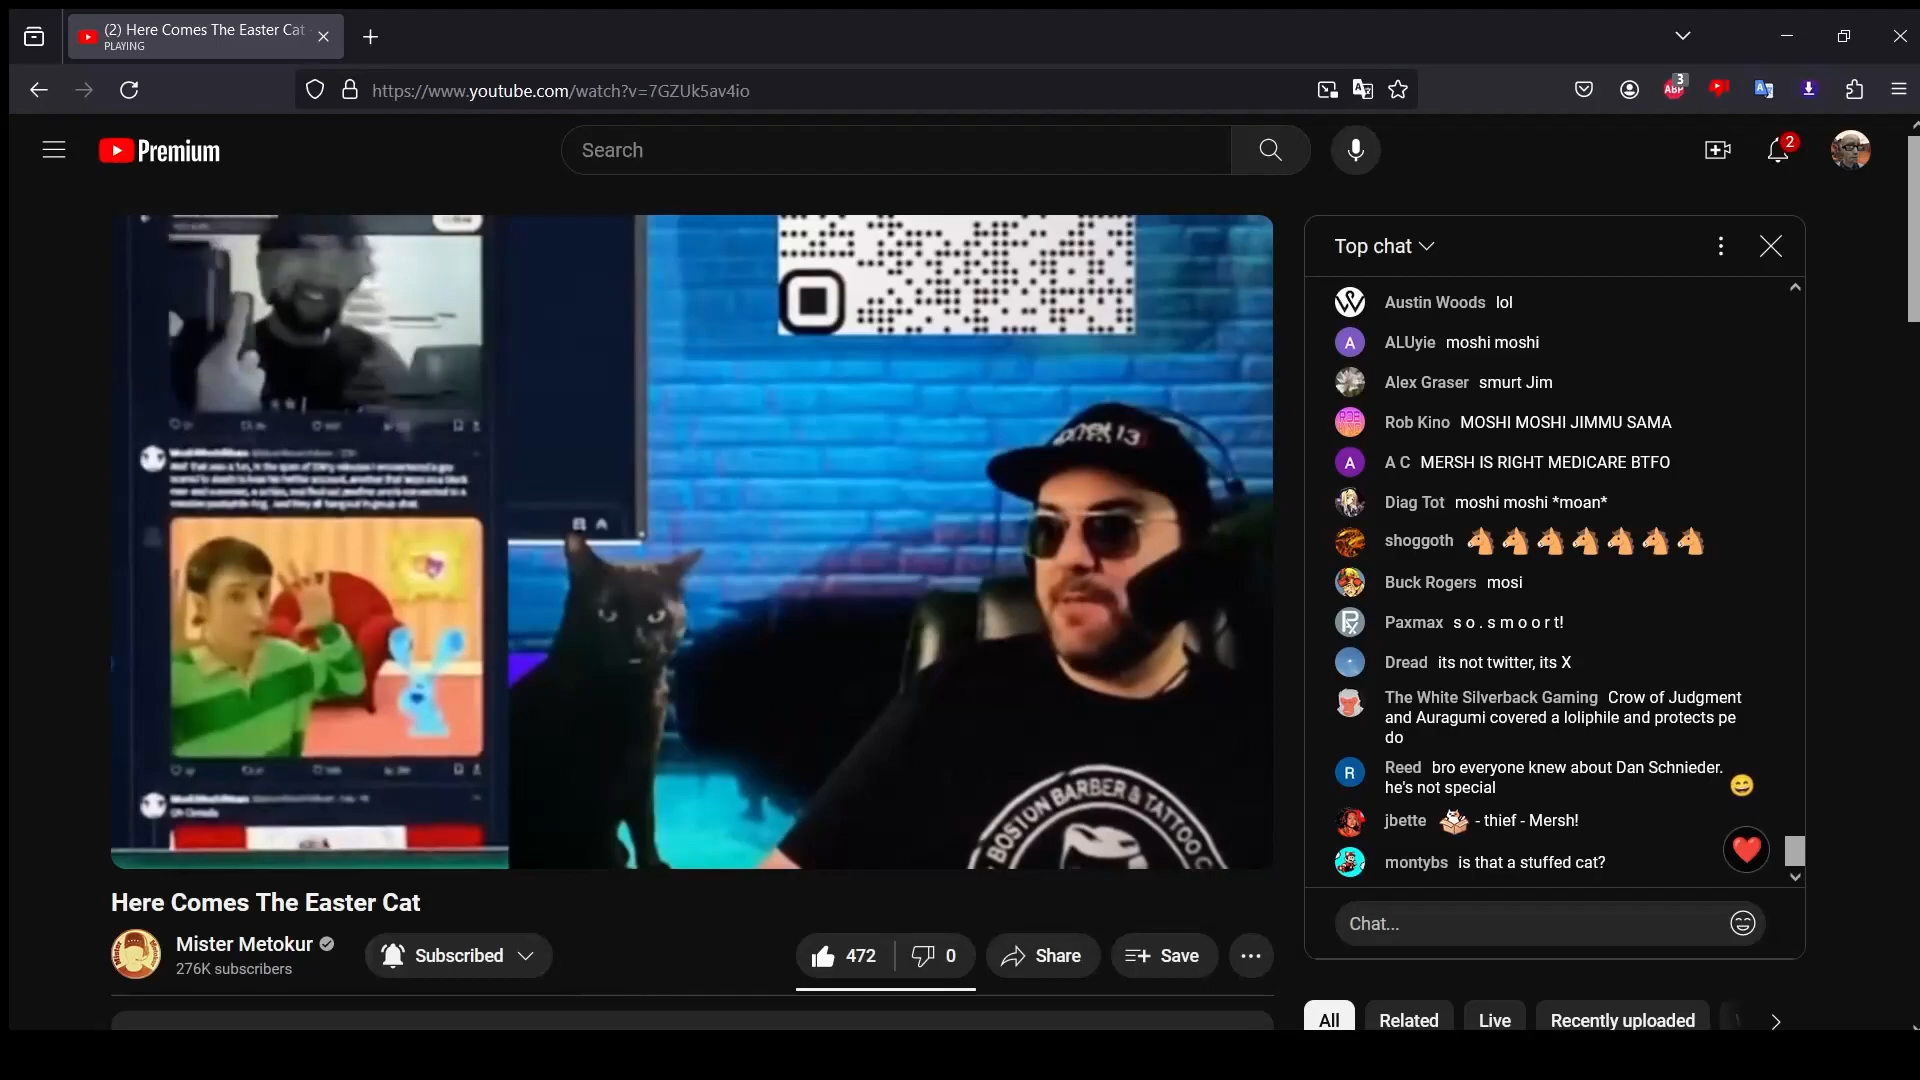 (2) Here Comes The Easter Cat
PLAYING
https://www.youtube.com/watch?v=7GZUk5av4io
3
Premium
Search
2
Top chat
Austin Woods lol
ALUyie moshi moshi
Alex Graser smurt Jim
Rob Kino MOSHI MOSHI JIMMU SAMA
A C MERSH IS RIGHT MEDICARE BTFO
Diag Tot moshi moshi *moan*
shoggoth
Buck Rogers mosi
Paxmax s o . s m o o r t!
Dread its not twitter, its X
The White Silverback Gaming Crow of Judgment
and Auragumi covered a loliphile and protects pe
do
Reed bro everyone knew about Dan Schnieder.
he's not special
jbette - thief - Mersh!
montybs is that a stuffed cat?
Chat...
BOSTON BARBER & TATTOO C
Here Comes The Easter Cat
Mister Metokur
276K subscribers
Subscribed
472
0
Share
Save
All
Related
Live
Recently uploaded